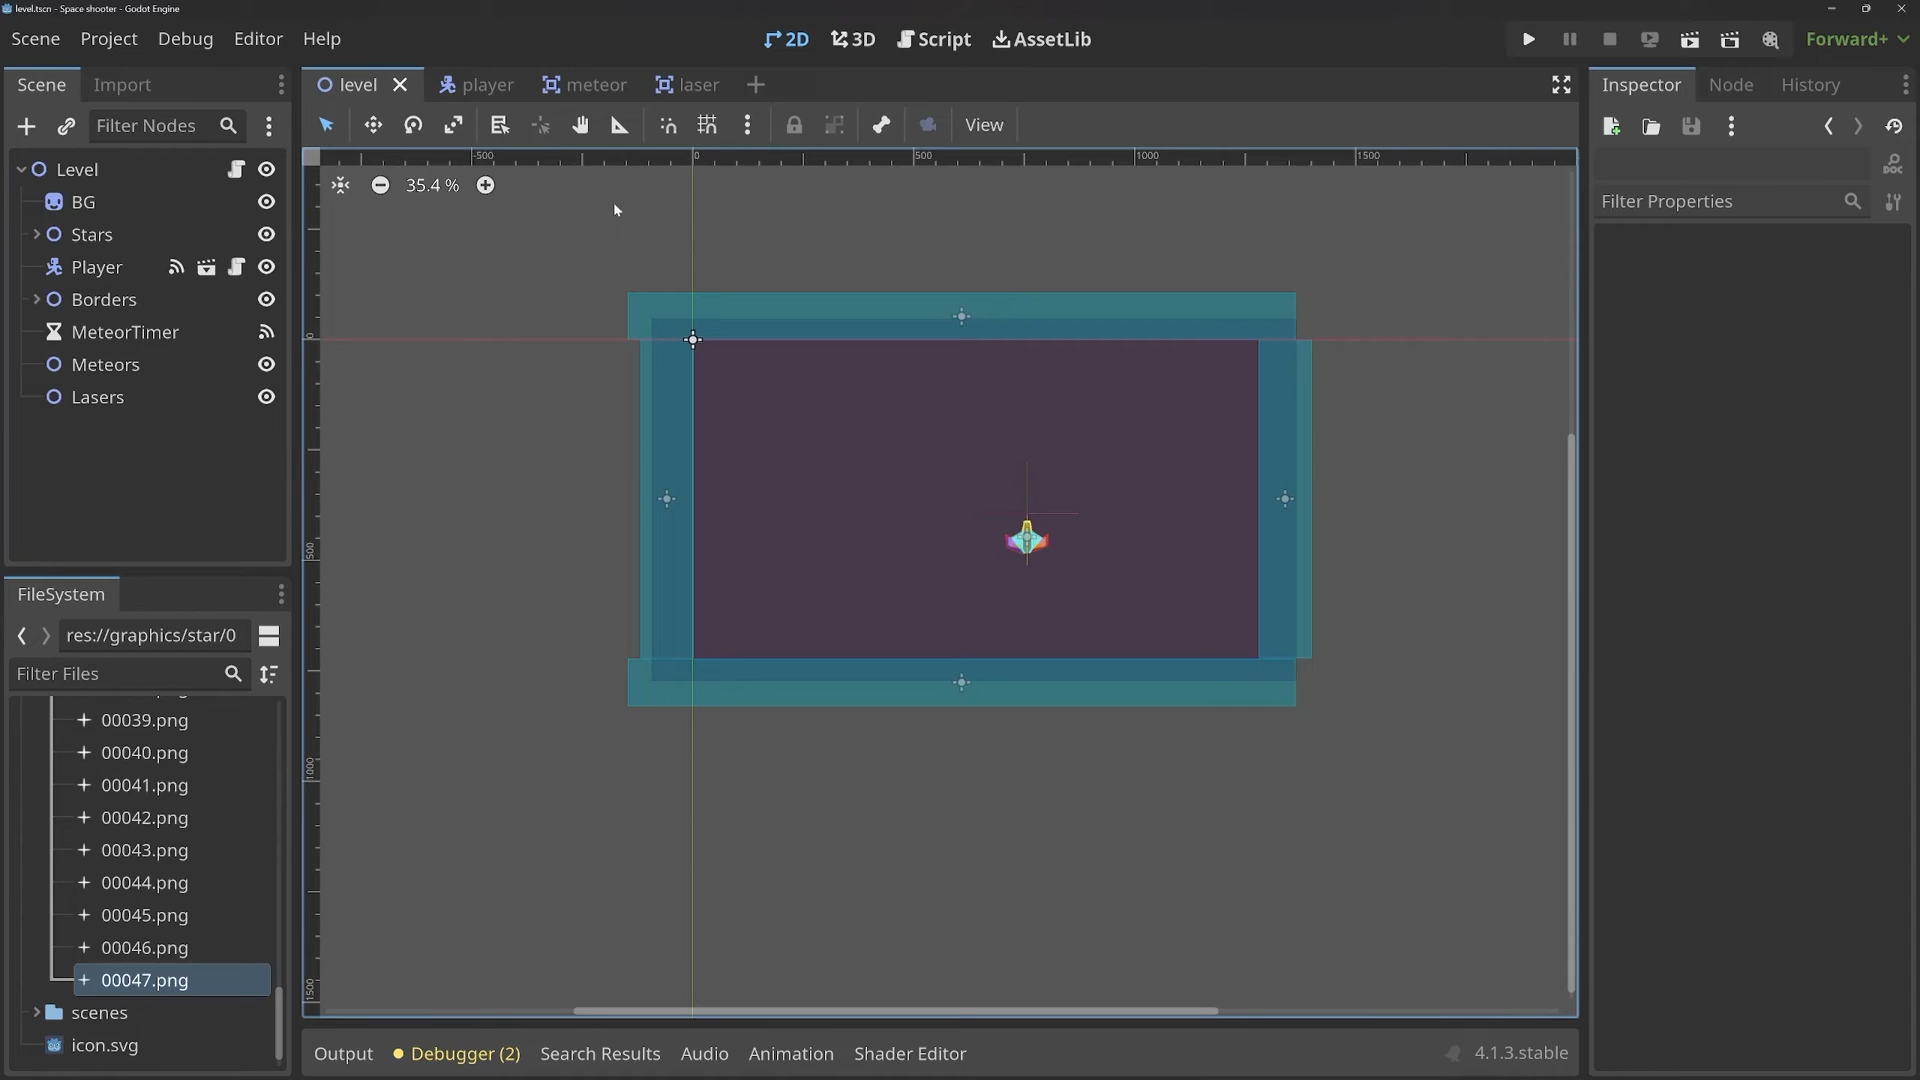 level.tscn - Space shooter - Godot Engine
Scene Project Debug Editor Help
2D 3D Script AssetLib
Forward+
Scene Import
level player meteor laser
Inspector Node History
Filter Nodes
View
Filter Properties
-500 0 500 1000 1500
35.4 %
0
500
1000
1500
Level
BG
Stars
Player
Borders
MeteorTimer
Meteors
Lasers
FileSystem
res://graphics/star/0
Filter Files
00039.png
00040.png
00041.png
00042.png
00043.png
00044.png
00045.png
00046.png
00047.png
scenes
icon.svg
Output Debugger (2) Search Results Audio Animation Shader Editor
4.1.3.stable
DOC